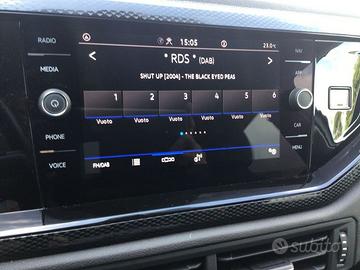 RADIO
15:05
23.0°C
NAV
MEDIA
* RDS * (DAB)
APP
SHUT UP [2004] - THE BLACK EYED PEAS
1 2 3 4 5 6
Vuoto Vuoto Vuoto Vuoto Vuoto Vuoto
PHONE
CAR
VOICE
FM/DAB
MENU
subito